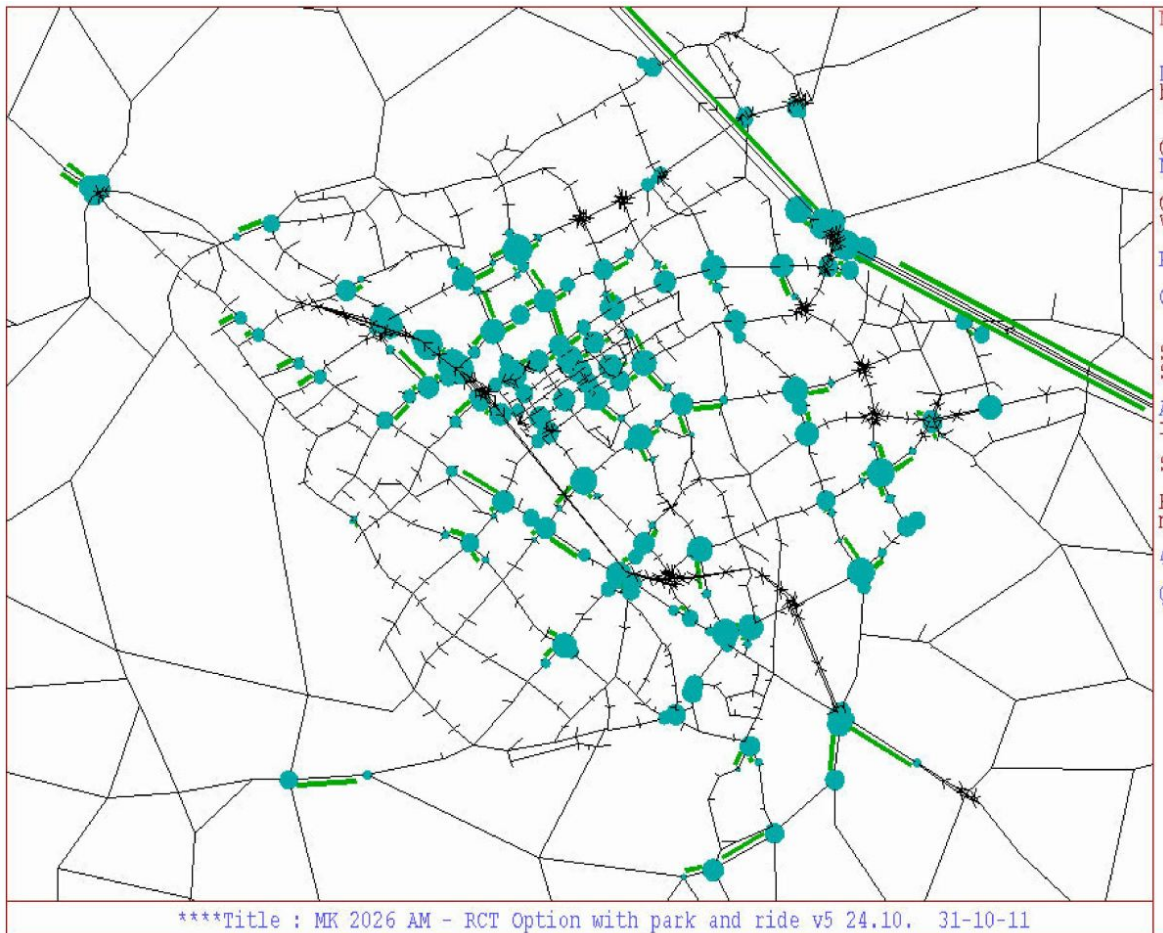 ****Title : MK 2026 AM - RCT Option with park and ride v5 24.10.  31-10-11